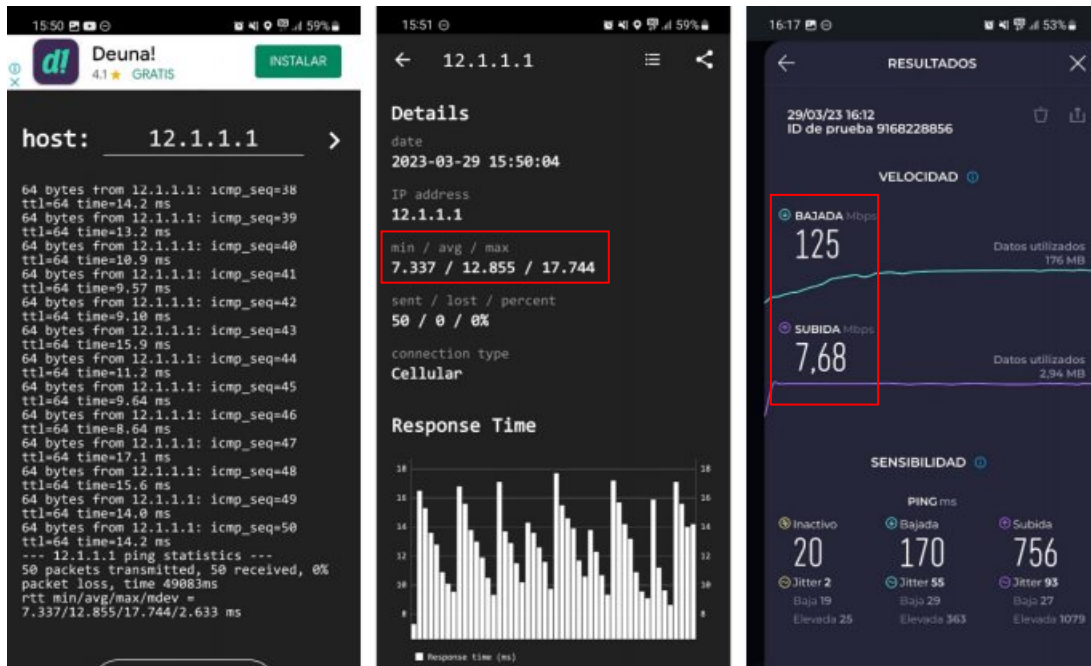 15:50
59%
Deuna!
4.1 ★ GRATIS
INSTALAR
host: 12.1.1.1
64 bytes from 12.1.1.1: icmp_seq=38
ttl=64 time=14.2 ms
64 bytes from 12.1.1.1: icmp_seq=39
ttl=64 time=13.2 ms
64 bytes from 12.1.1.1: icmp_seq=40
ttl=64 time=10.9 ms
64 bytes from 12.1.1.1: icmp_seq=41
ttl=64 time=9.57 ms
64 bytes from 12.1.1.1: icmp_seq=42
ttl=64 time=9.10 ms
64 bytes from 12.1.1.1: icmp_seq=43
ttl=64 time=15.9 ms
64 bytes from 12.1.1.1: icmp_seq=44
ttl=64 time=11.2 ms
64 bytes from 12.1.1.1: icmp_seq=45
ttl=64 time=9.64 ms
64 bytes from 12.1.1.1: icmp_seq=46
ttl=64 time=8.64 ms
64 bytes from 12.1.1.1: icmp_seq=47
ttl=64 time=17.1 ms
64 bytes from 12.1.1.1: icmp_seq=48
ttl=64 time=15.6 ms
64 bytes from 12.1.1.1: icmp_seq=49
ttl=64 time=14.0 ms
64 bytes from 12.1.1.1: icmp_seq=50
ttl=64 time=14.2 ms
--- 12.1.1.1 ping statistics ---
50 packets transmitted, 50 received, 0%
packet loss, time 49083ms
rtt min/avg/max/mdev =
7.337/12.855/17.744/2.633 ms
15:51
59%
12.1.1.1
Details
date
2023-03-29 15:50:04
IP address
12.1.1.1
min / avg / max
7.337 / 12.855 / 17.744
sent / lost / percent
50 / 0 / 0%
connection type
Cellular
Response Time
18 18
16 16
14 14
12 12
10 10
8 8
Response time (ms)
16:17
53%
RESULTADOS
29/03/23 16:12
ID de prueba 9168228856
VELOCIDAD
BAJADA Mbps
125
Datos utilizados
176 MB
SUBIDA Mbps
7,68
Datos utilizados
2,94 MB
SENSIBILIDAD
PING ms
Inactivo Bajada Subida
20 170 756
Jitter 2 Jitter 55 Jitter 93
Baja 19 Baja 29 Baja 27
Elevada 25 Elevada 363 Elevada 1079